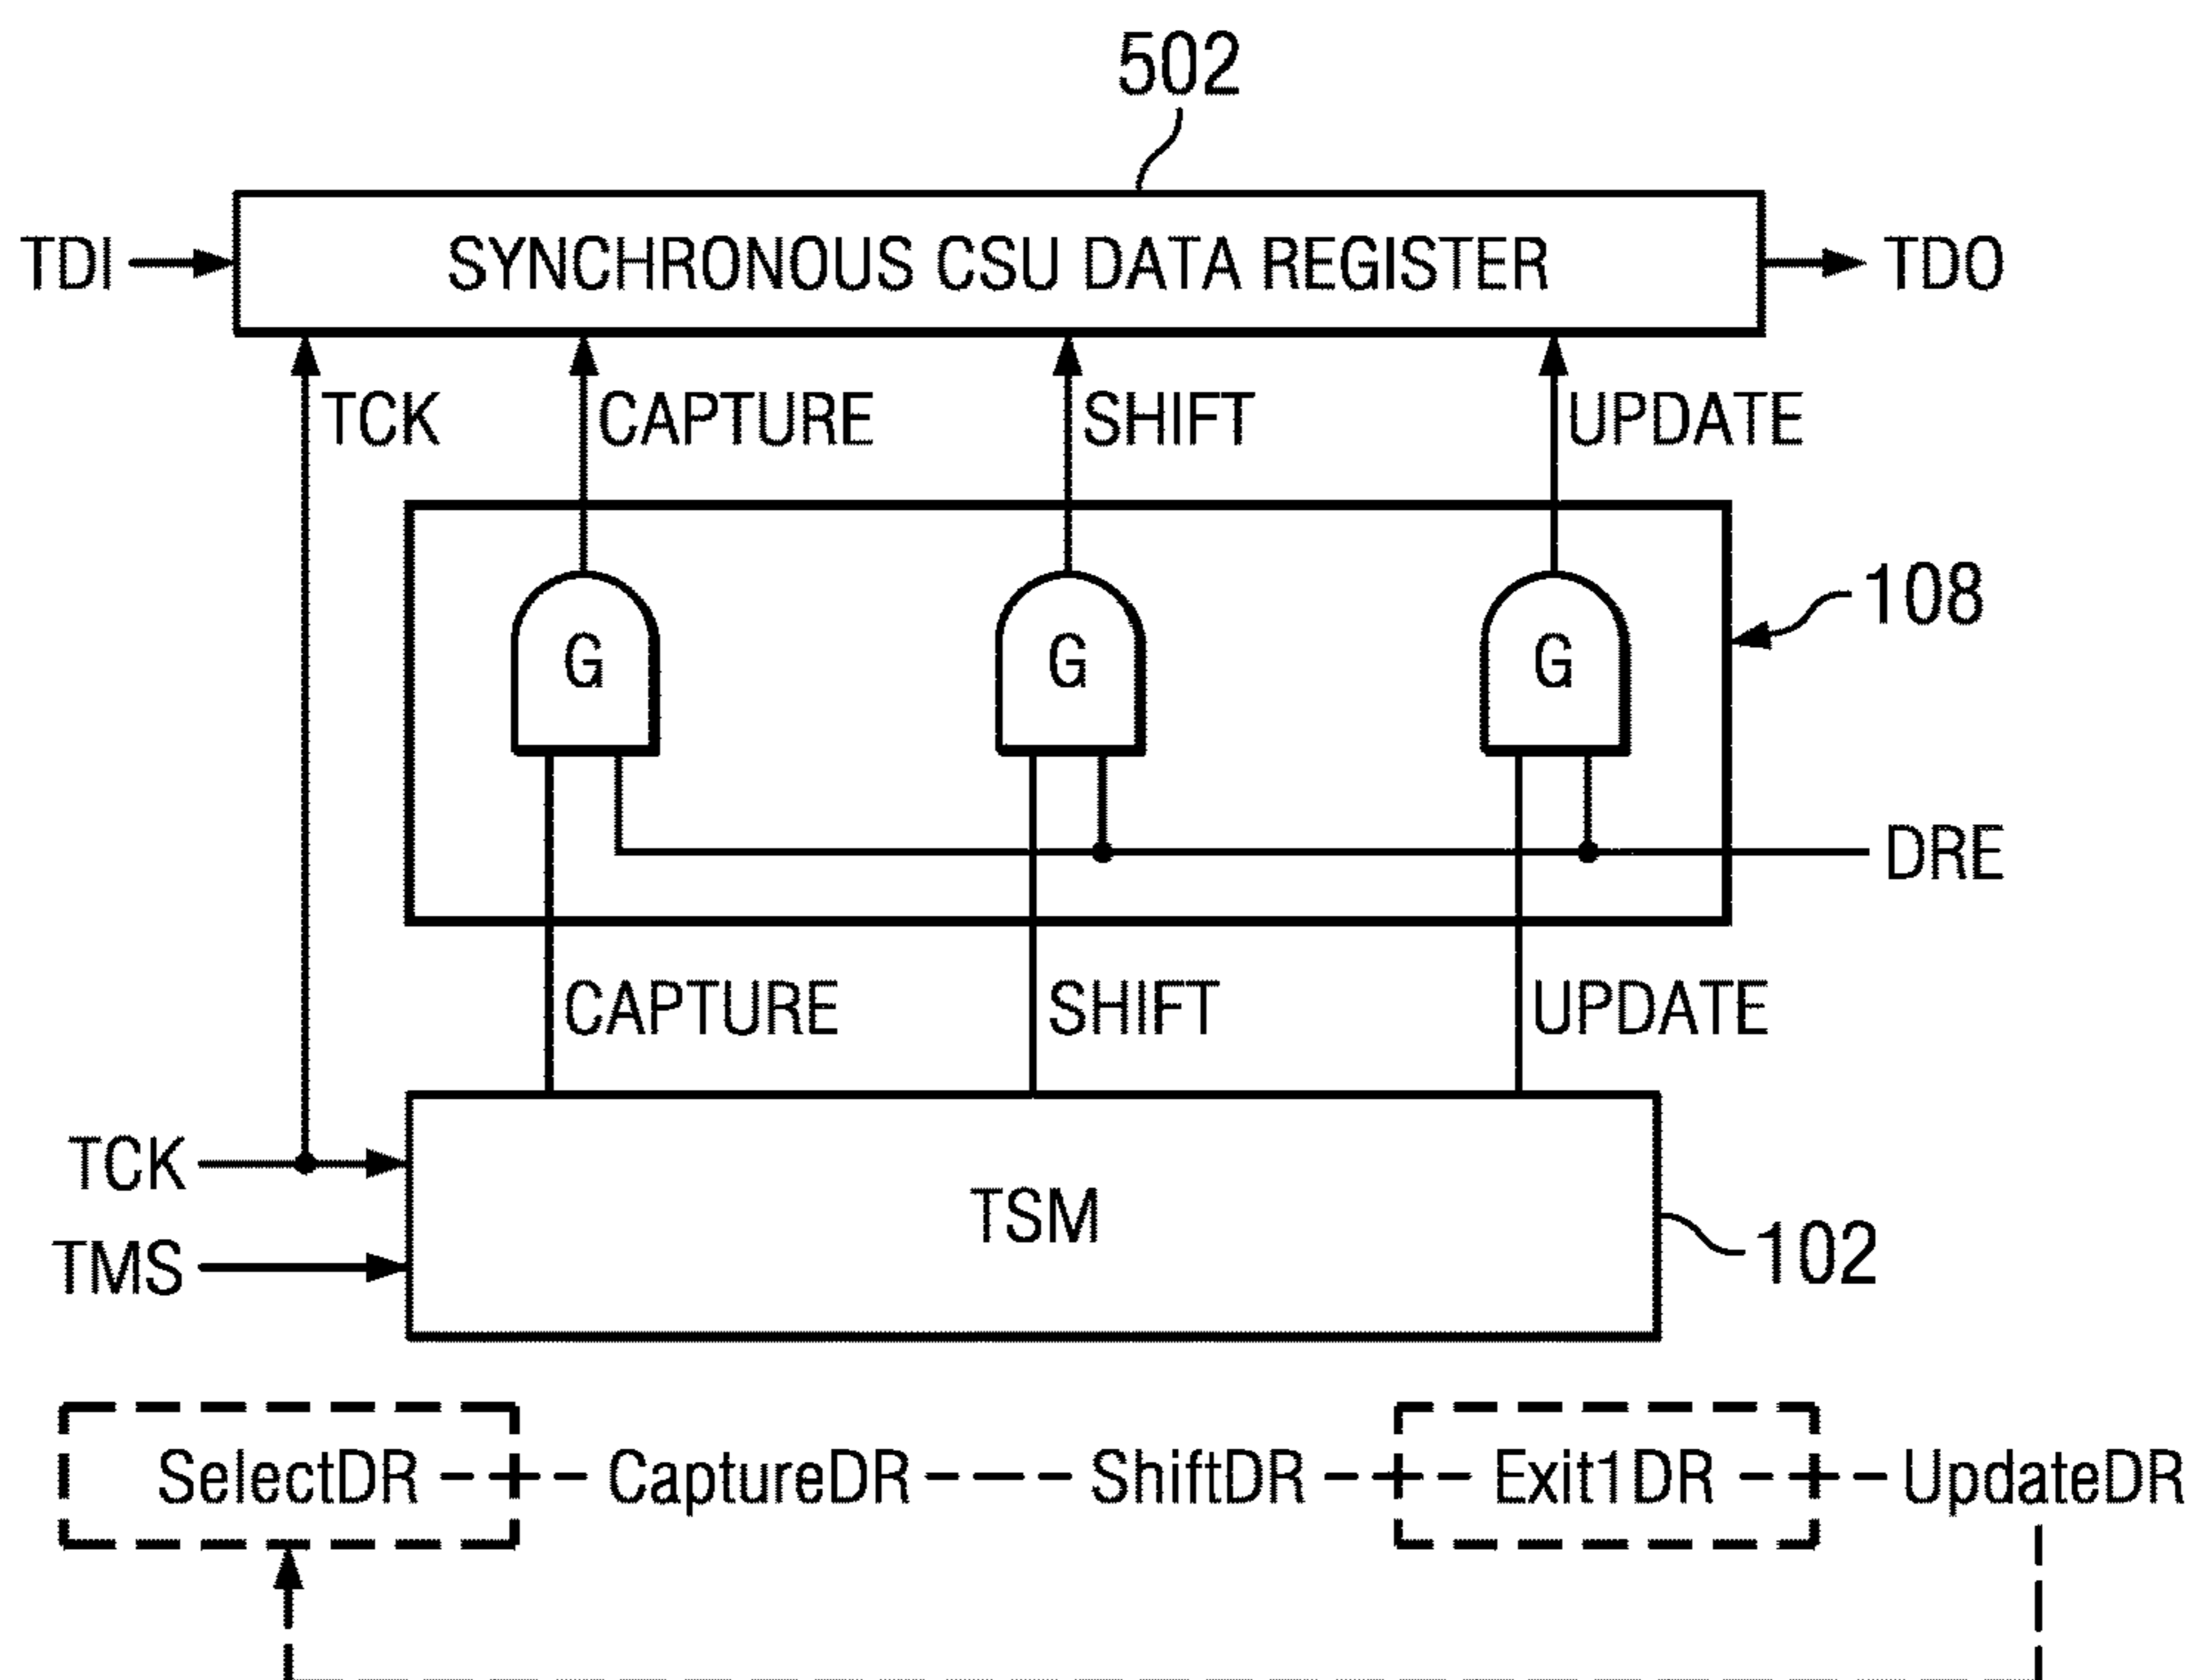 502
TDI
SYNCHRONOUS CSU DATA REGISTER
TDO
TCK
CAPTURE
SHIFT
UPDATE
108
G
G
G
DRE
CAPTURE
SHIFT
UPDATE
TCK
TSM
TMS
102
SelectDR
CaptureDR
ShiftDR
Exit1DR
UpdateDR